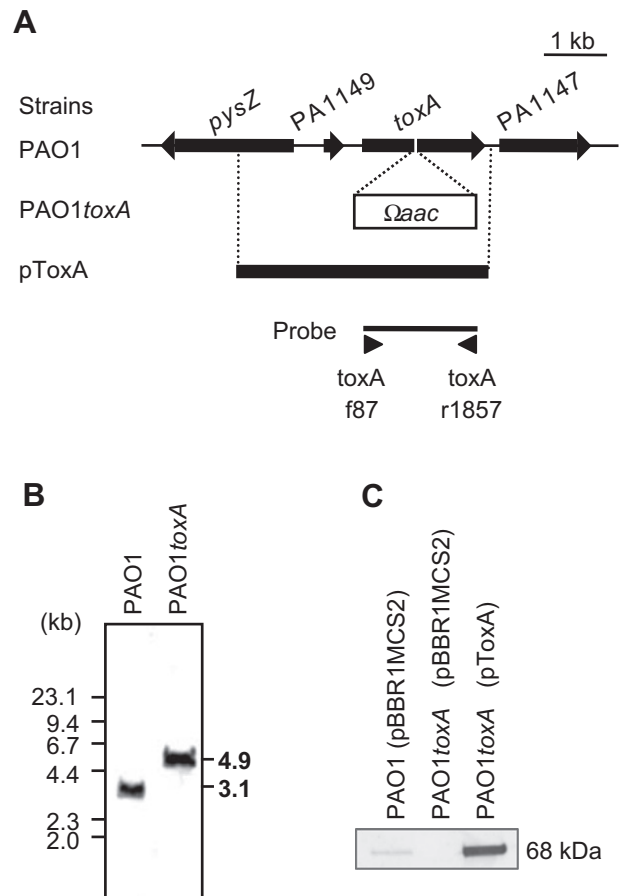 A
1 kb
Strains
pysZ PA1149 toxA PA1147
PAO1
PAO1toxA
Ωaac
pToxA
Probe
toxA toxA
f87 r1857
B
PAO1 PAO1toxA
(kb)
23.1
9.4
6.7
4.4
2.3
2.0
4.9
3.1
C
PAO1 (pBBR1MCS2)
PAO1toxA (pBBR1MCS2)
PAO1toxA (pToxA)
68 kDa